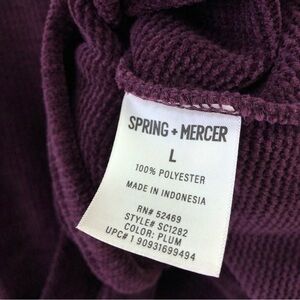 SPRING + MERCER
L
100% POLYESTER
MADE IN INDONESIA
RN# 52469
STYLE# SC1282
COLOR: PLUM
UPC# 1 90931699494